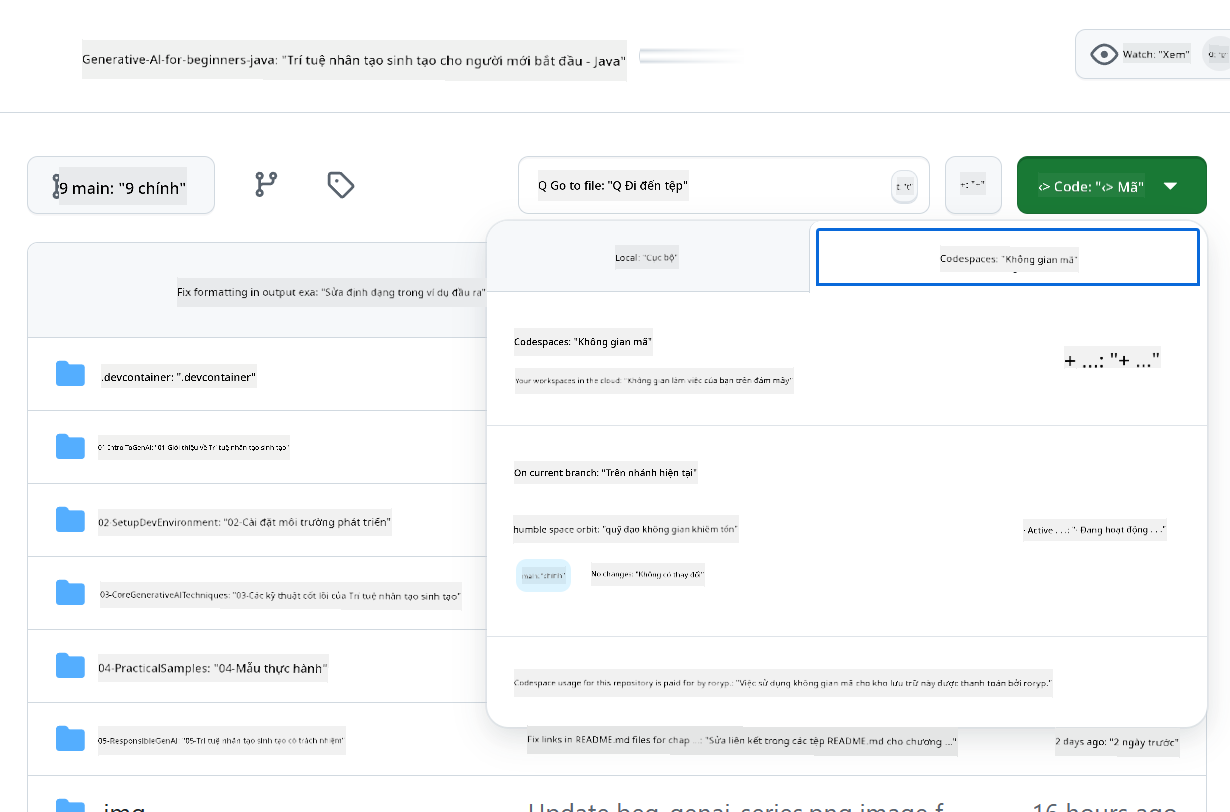 Generative-AI-for-beginners-java: "Trí tuệ nhân tạo sinh tạo cho người mới bắt đầu - Java"
Watch: "Xem"
9 main: "9 chính"
Q Go to file: "Q Đi đến tệp"
t: "t"
+: "+"
<> Code: "<> Mã"
Local: "Cục bộ"
Codespaces: "Không gian mã"
Fix formatting in output exa: "Sửa định dạng trong ví dụ đầu ra"
Codespaces: "Không gian mã"
+ ...: "+ ..."
Your workspaces in the cloud: "Không gian làm việc của bạn trên đám mây"
.devcontainer: ".devcontainer"
01-Intro ToGenAI: "01-Giới thiệu về Trí tuệ nhân tạo sinh tạo"
On current branch: "Trên nhánh hiện tại"
02-SetupDevEnvironment: "02-Cài đặt môi trường phát triển"
humble space orbit: "quỹ đạo không gian khiêm tốn"
· Active ...: "· Đang hoạt động ..."
main: "chính"
No changes: "Không có thay đổi"
03-CoreGenerativeAITechniques: "03-Các kỹ thuật cốt lõi của Trí tuệ nhân tạo sinh tạo"
04-PracticalSamples: "04-Mẫu thực hành"
Codespace usage for this repository is paid for by roryp.: "Việc sử dụng không gian mã cho kho lưu trữ này được thanh toán bởi roryp."
05-ResponsibleGenAI: "05-Trí tuệ nhân tạo sinh tạo có trách nhiệm"
Fix links in README.md files for chap ...: "Sửa liên kết trong các tệp README.md cho chương ..."
2 days ago: "2 ngày trước"
img
Update beg-genai-series.png image f
16 hours ago